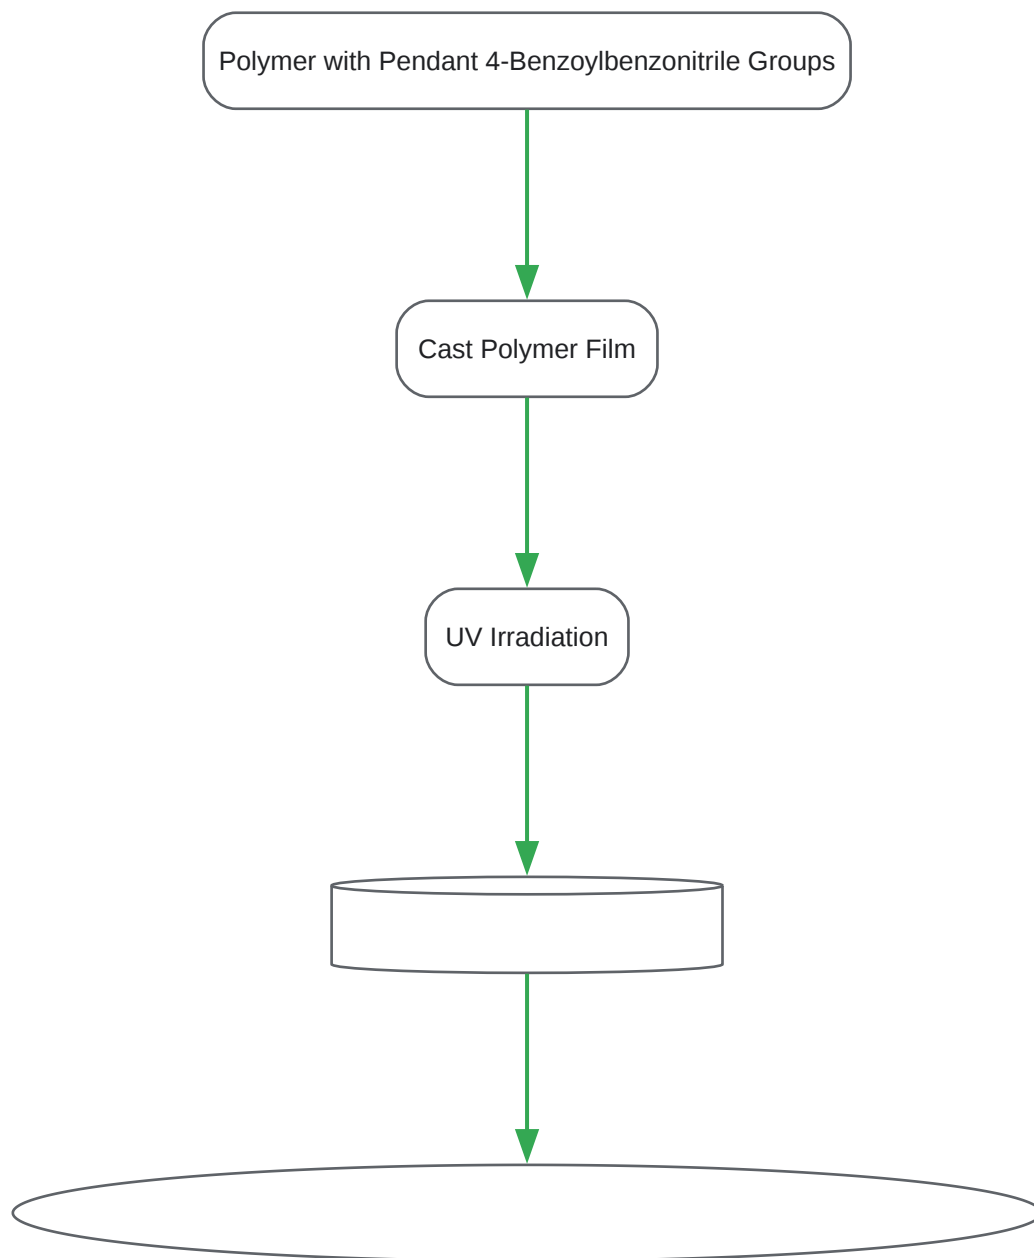 Polymer with Pendant 4-Benzoylbenzonitrile Groups
Cast Polymer Film
UV Irradiation